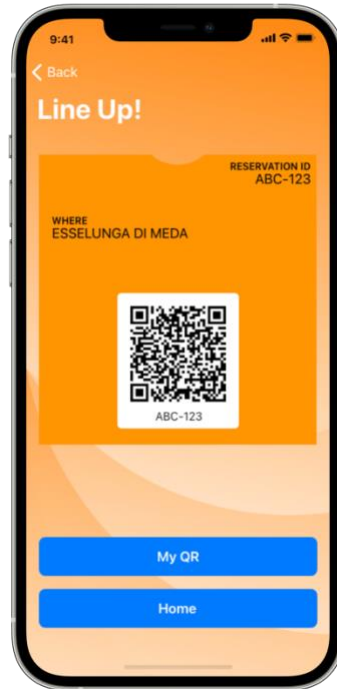 9:41
Back
Line Up!
RESERVATION ID
ABC-123
WHERE
ESSELUNGA DI MEDA
ABC-123
My QR
Home